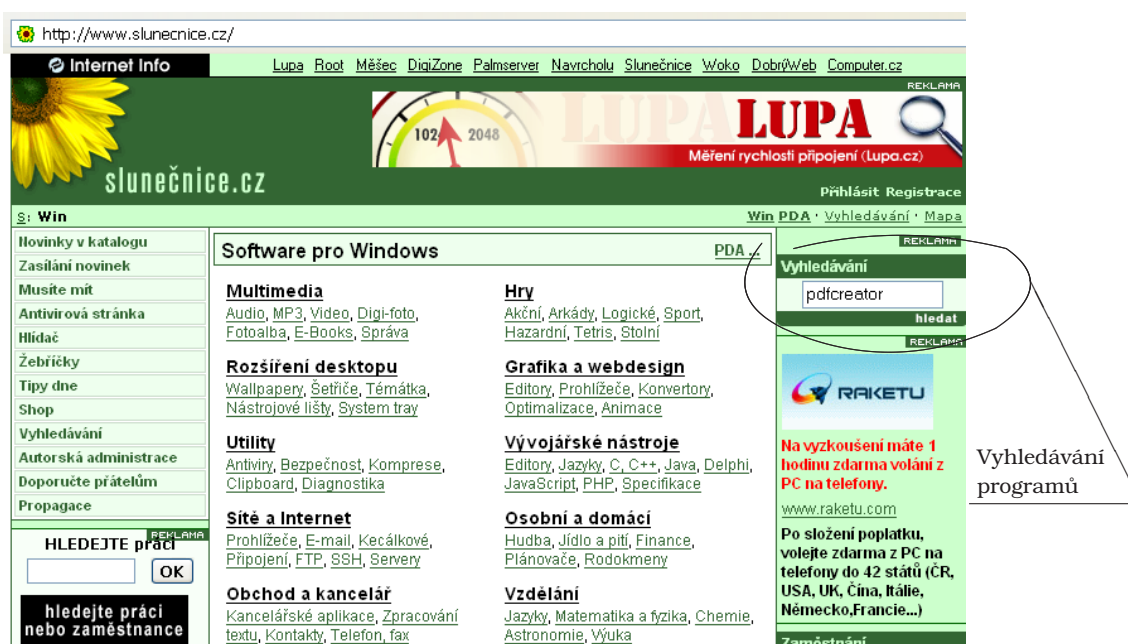 http://www.slunecnice.cz/
Internet Info
Lupa Root Měšec DigiZone Palmserver Navrcholu Slunečnice Woko DobrýWeb Computer.cz
REKLAMA
1024 2048
LUPA LUPA
Měření rychlosti připojení (Lupa.cz)
slunečnice.cz
Přihlásit Registrace
S: Win
Win PDA · Vyhledávání · Mapa
Novinky v katalogu
Zasílání novinek
Musíte mít
Antivirová stránka
Hlídač
Žebříčky
Tipy dne
Shop
Vyhledávání
Autorská administrace
Doporučte přátelům
Propagace
REKLAMA
HLEDEJTE práci
OK
hledejte práci
nebo zaměstnance
Software pro Windows
PDA ..
Multimedia
Audio, MP3, Video, Digi-foto,
Fotoalba, E-Books, Správa
Rozšíření desktopu
Wallpapery, Šetřiče, Témátka,
Nástrojové lišty, System tray
Utility
Antiviry, Bezpečnost, Komprese,
Clipboard, Diagnostika
Sítě a Internet
Prohlížeče, E-mail, Kecálkové,
Připojení, FTP, SSH, Servery
Obchod a kancelář
Kancelářské aplikace, Zpracování
textu, Kontakty, Telefon, fax
Hry
Akční, Arkády, Logické, Sport,
Hazardní, Tetris, Stolní
Grafika a webdesign
Editory, Prohlížeče, Konvertory,
Optimalizace, Animace
Vývojářské nástroje
Editory, Jazyky, C, C++, Java, Delphi,
JavaScript, PHP, Specifikace
Osobní a domácí
Hudba, Jídlo a pití, Finance,
Plánovače, Rodokmeny
Vzdělání
Jazyky, Matematika a fyzika, Chemie,
Astronomie, Výuka
REKLAMA
Vyhledávání
pdfcreator
hledat
REKLAMA
RAKETU
Na vyzkoušení máte 1
hodinu zdarma volání z
PC na telefony.
www.raketu.com
Po složení poplatku,
volejte zdarma z PC na
telefony do 42 států (ČR,
USA, UK, Čína, Itálie,
Německo,Francie...)
Zaměstnání
Vyhledávání
programů